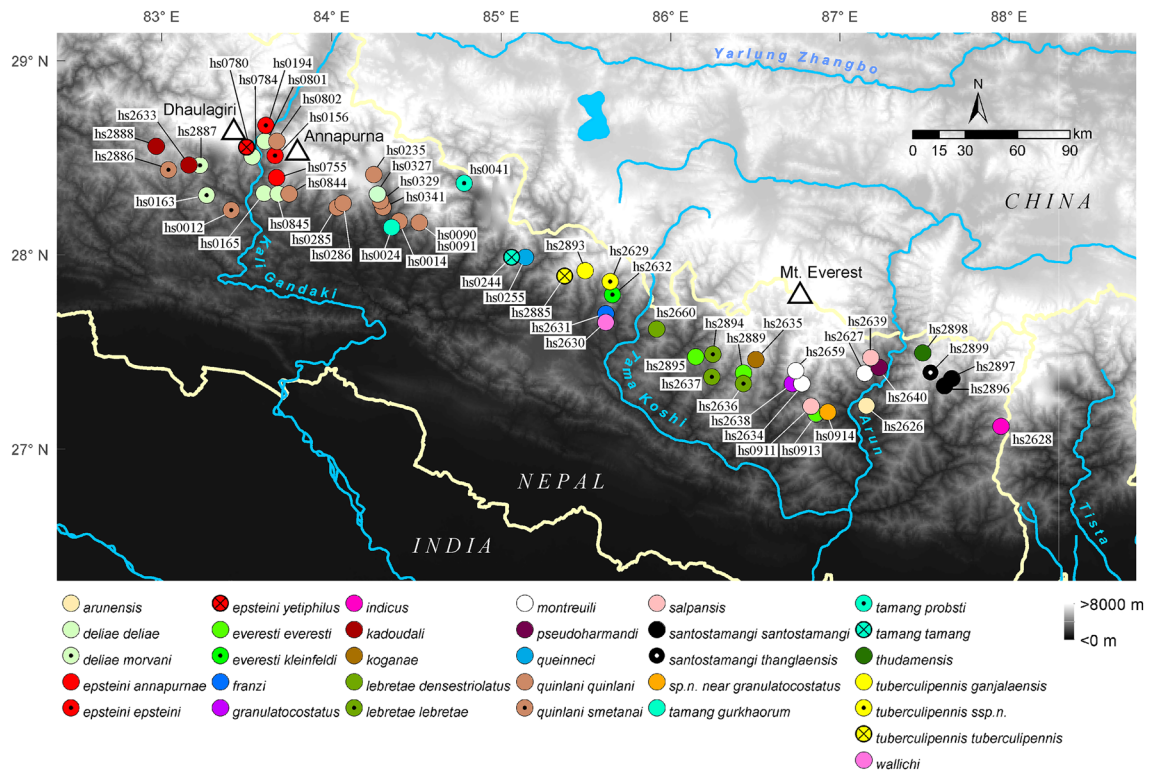 83° E 84° E 85° E 86° E 87° E 88° E
29° N
28° N
27° N
Yarlung Zhangbo
N
km
0 15 30 60 90
CHINA
NEPAL
INDIA
Dhaulagiri
Annapurna
Mt. Everest
Kali Gandaki
Tama Koshi
Arun
Tista
hs0780
hs0194
hs0784
hs0801
hs0802
hs0156
hs2633
hs2887
hs2888
hs2886
hs0163
hs0012
hs0165
hs0845
hs0755
hs0844
hs0285
hs0286
hs0235
hs0327
hs0329
hs0341
hs0041
hs0024
hs0014
hs0090
hs0091
hs0244
hs0255
hs2885
hs2893
hs2629
hs2632
hs2631
hs2630
hs2660
hs2894
hs2889
hs2635
hs2895
hs2637
hs2636
hs2638
hs2634
hs2659
hs0911
hs0913
hs0914
hs2639
hs2627
hs2640
hs2626
hs2898
hs2899
hs2897
hs2896
hs2628
arunensis
deliae deliae
deliae morvani
epsteini annapurnae
epsteini epsteini
epsteini yetiphilus
everesti everesti
everesti kleinfeldi
franzi
granulatocostatus
indicus
kadoudali
koganae
lebretae densestriolatus
lebretae lebretae
montreuili
pseudoharmandi
queinneci
quinlani quinlani
quinlani smetanai
salpansis
santostamangi santostamangi
santostamangi thanglaensis
sp.n. near granulatocostatus
tamang gurkhaorum
tamang probsti
tamang tamang
thudamensis
tuberculipennis ganjalaensis
tuberculipennis ssp.n.
tuberculipennis tuberculipennis
wallichi
>8000 m
<0 m